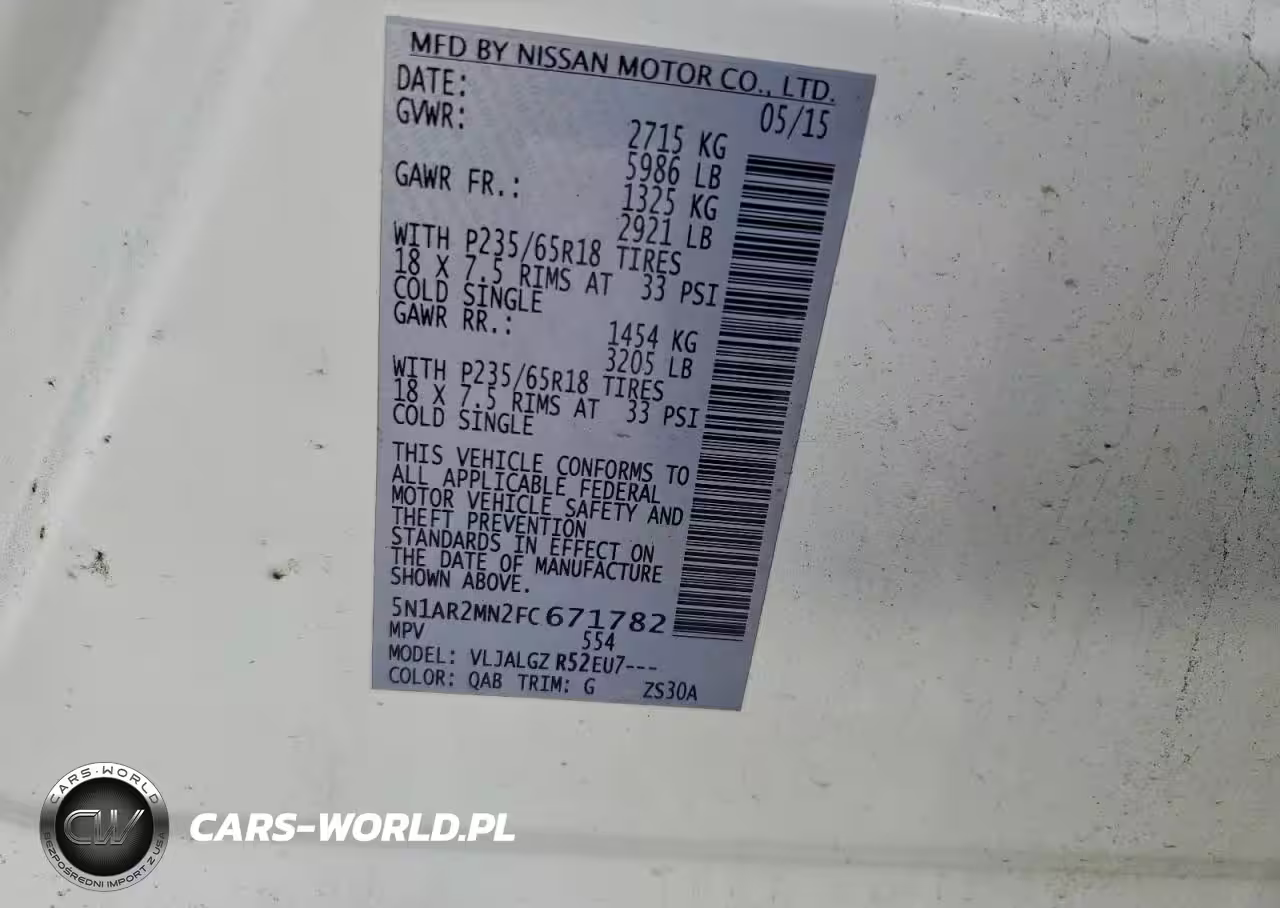 MFD BY NISSAN MOTOR CO., LTD.
DATE: 05/15
GVWR: 2715 KG
5986 LB
GAWR FR.: 1325 KG
2921 LB
WITH P235/65R18 TIRES
18 X 7.5 RIMS AT 33 PSI
COLD SINGLE
GAWR RR.: 1454 KG
3205 LB
WITH P235/65R18 TIRES
18 X 7.5 RIMS AT 33 PSI
COLD SINGLE
THIS VEHICLE CONFORMS TO
ALL APPLICABLE FEDERAL
MOTOR VEHICLE SAFETY AND
THEFT PREVENTION
STANDARDS IN EFFECT ON
THE DATE OF MANUFACTURE
SHOWN ABOVE.
5N1AR2MN2FC671782
MPV 554
MODEL: VLJALGZ R52EU7---
COLOR: QAB TRIM: G ZS30A
CARS-WORLD
CW
BEZPOŚREDNI IMPORT Z USA
CARS-WORLD.PL